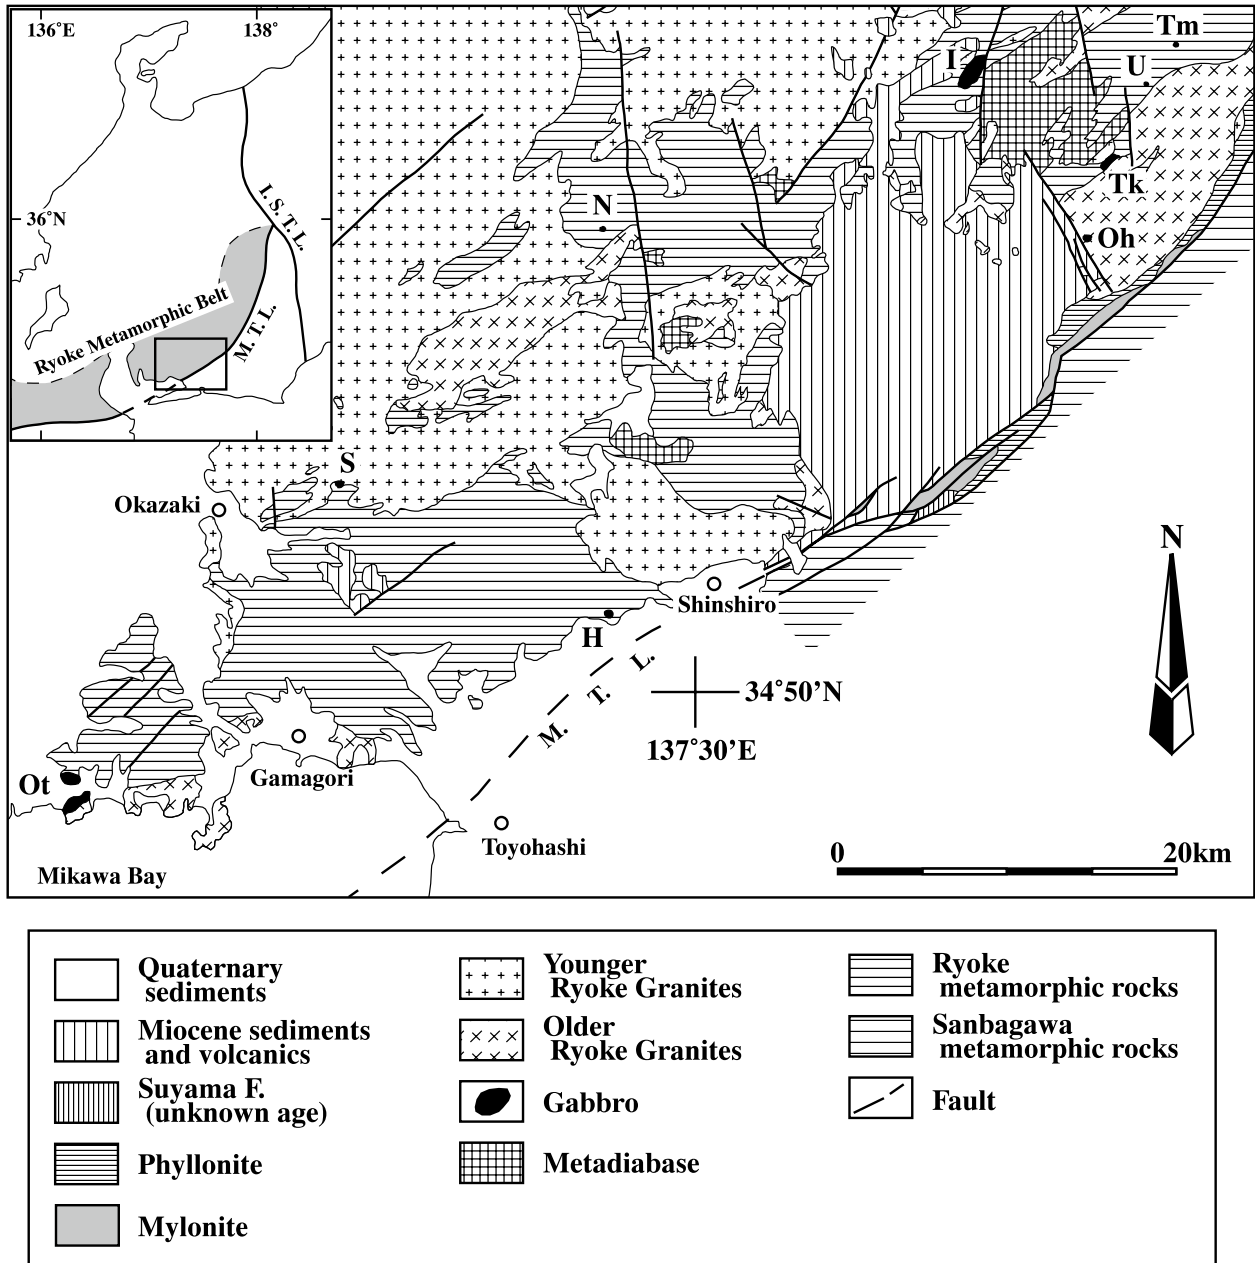 136°E
138°
36°N
I. S. T. L.
Ryoke Metamorphic Belt
M. T. L.
Tm
I
U
Tk
N
Oh
S
Okazaki
N
Shinshiro
H
M. T. L.
34°50’N
137°30’E
Ot
Gamagori
Toyohashi
Mikawa Bay
0
20km
Quaternary
sediments
Miocene sediments
and volcanics
Suyama F.
(unknown age)
Phyllonite
Mylonite
Younger
Ryoke Granites
Older
Ryoke Granites
Gabbro
Metadiabase
Ryoke
metamorphic rocks
Sanbagawa
metamorphic rocks
Fault